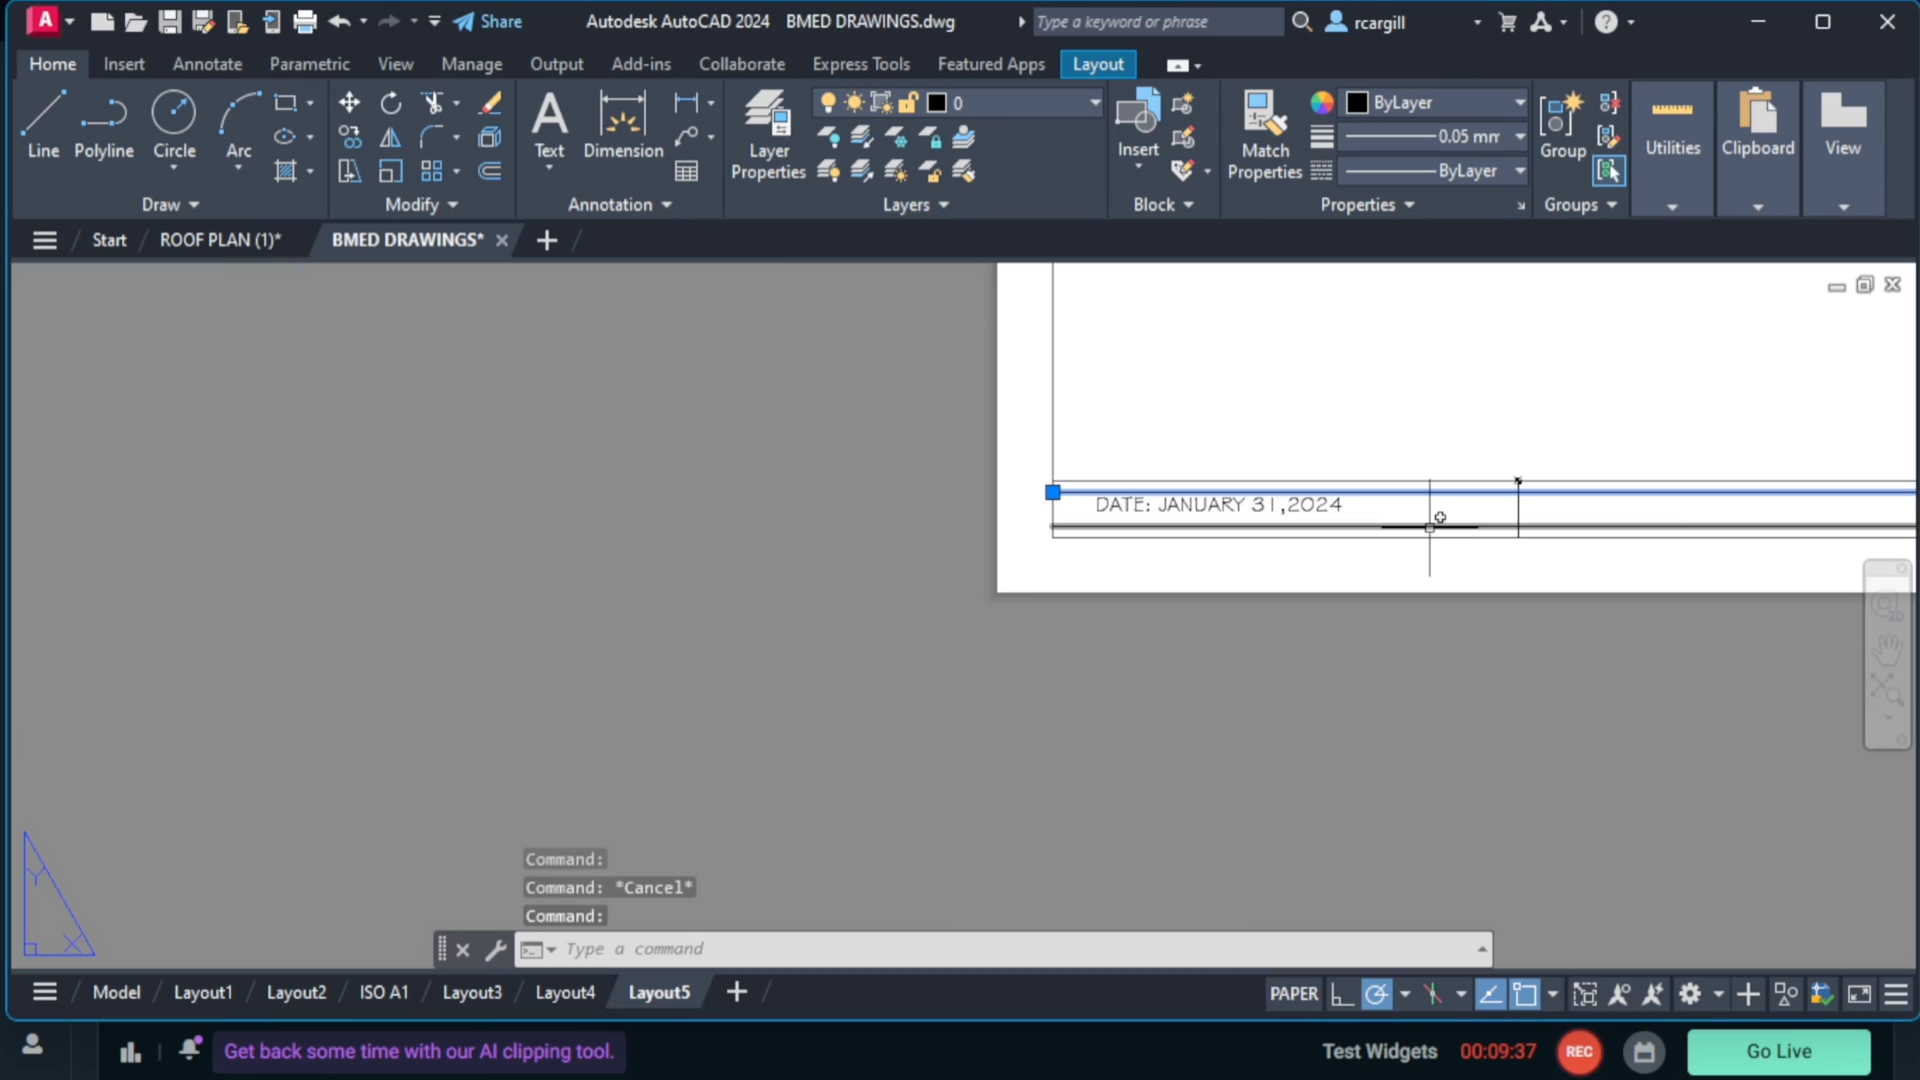 A Share Autodesk AutoCAD 2024 BMED DRAWINGS.dwg Type a keyword or phrase rcargill
Home Insert Annotate Parametric View Manage Output Add-ins Collaborate Express Tools Featured Apps Layout
Line Polyline Circle Arc
Text Dimension
Layer Properties
0
Insert
Match Properties
ByLayer
0.05 mm
ByLayer
Group
Utilities Clipboard View
Draw Modify Annotation Layers Block Properties Groups
Start ROOF PLAN (1)* BMED DRAWINGS*
DATE: JANUARY 31,2024
2D
Y
X
Command:
Command: *Cancel*
Command:
Type a command
Model Layout1 Layout2 ISO A1 Layout3 Layout4 Layout5 PAPER
Get back some time with our AI clipping tool. Test Widgets 00:09:37 REC Go Live